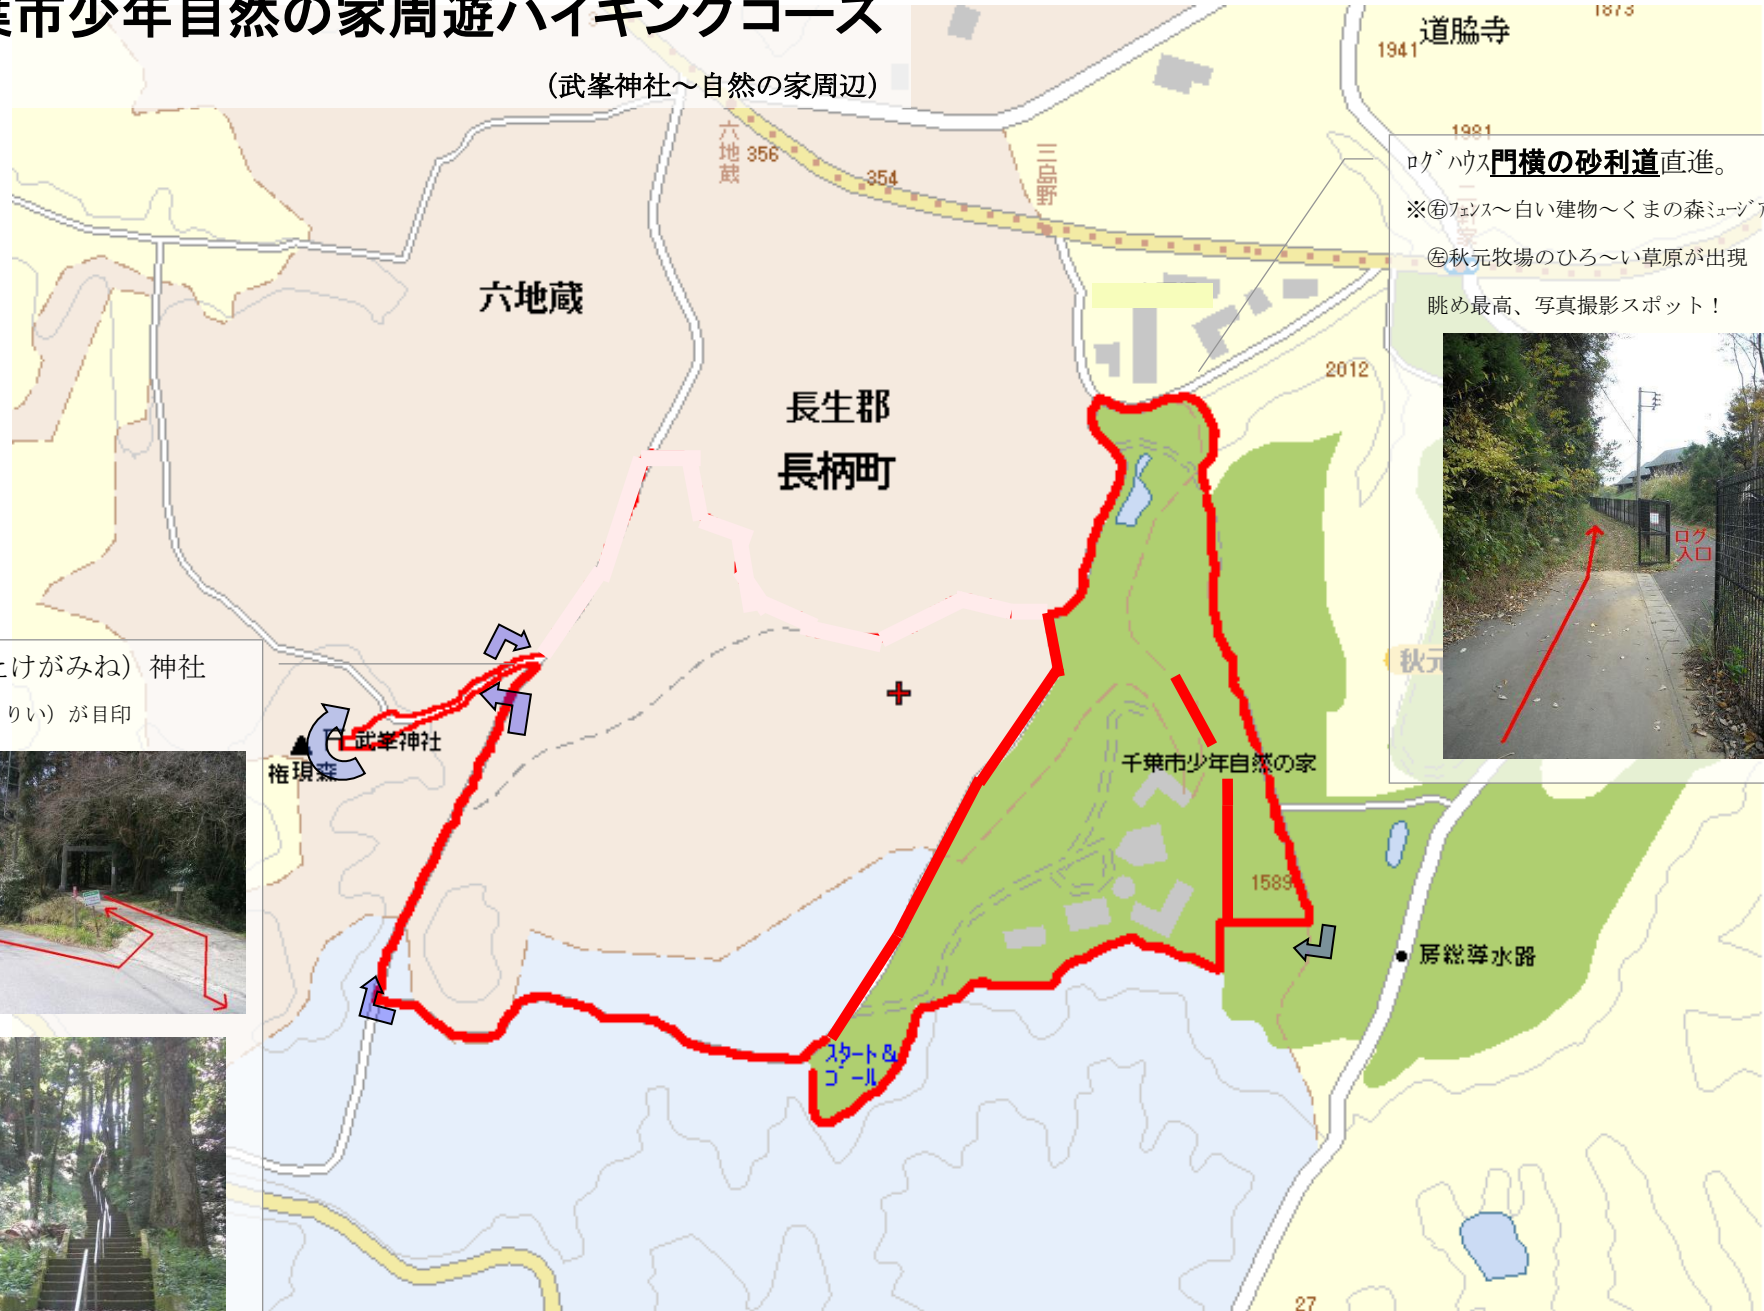 葉市少年自然の家周遊ハイキングコース
(武峯神社～自然の家周辺)
道脇寺
1873
1941
1981
六地蔵
356
354
三島野
ﾛｸﾞﾊｳｽ門横の砂利道直進。
※㊨ﾌｪﾝｽ～白い建物～くまの森ﾐｭｰｼﾞｱ
㊧秋元牧場のひろ～い草原が出現
眺め最高、写真撮影スポット！
ログ
入口
六地蔵
長生郡
長柄町
2012
秋元
けがみね）神社
りい）が目印
武峯神社
権現森
千葉市少年自然の家
1589
房総導水路
ｽﾀｰﾄ＆
ｺﾞｰﾙ
27